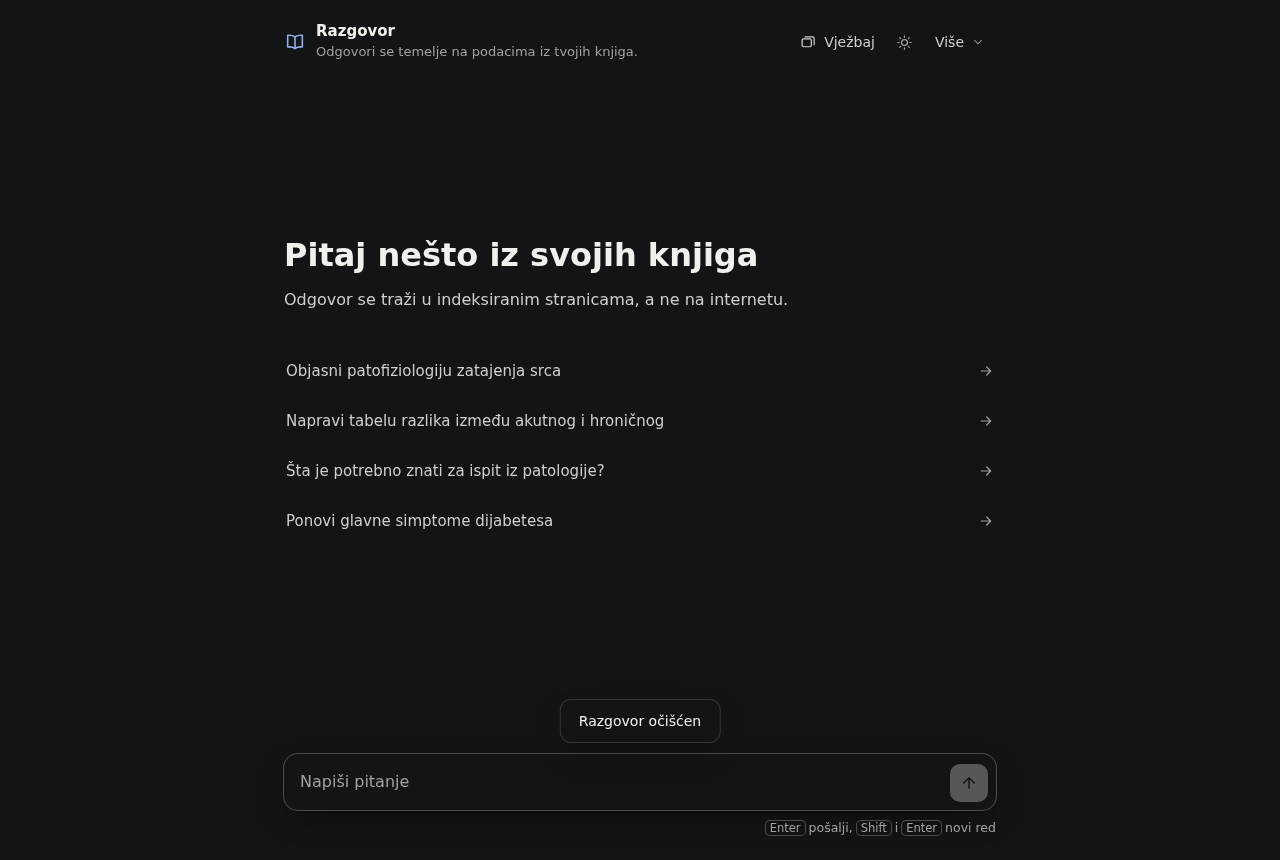 Razgovor
Odgovori se temelje na podacima iz tvojih knjiga.
Vježbaj
Više
Pitaj nešto iz svojih knjiga
Odgovor se traži u indeksiranim stranicama, a ne na internetu.
Objasni patofiziologiju zatajenja srca
Napravi tabelu razlika između akutnog i hroničnog
Šta je potrebno znati za ispit iz patologije?
Ponovi glavne simptome dijabetesa
Razgovor očišćen
Napiši pitanje
Enter pošalji, Shift i Enter novi red